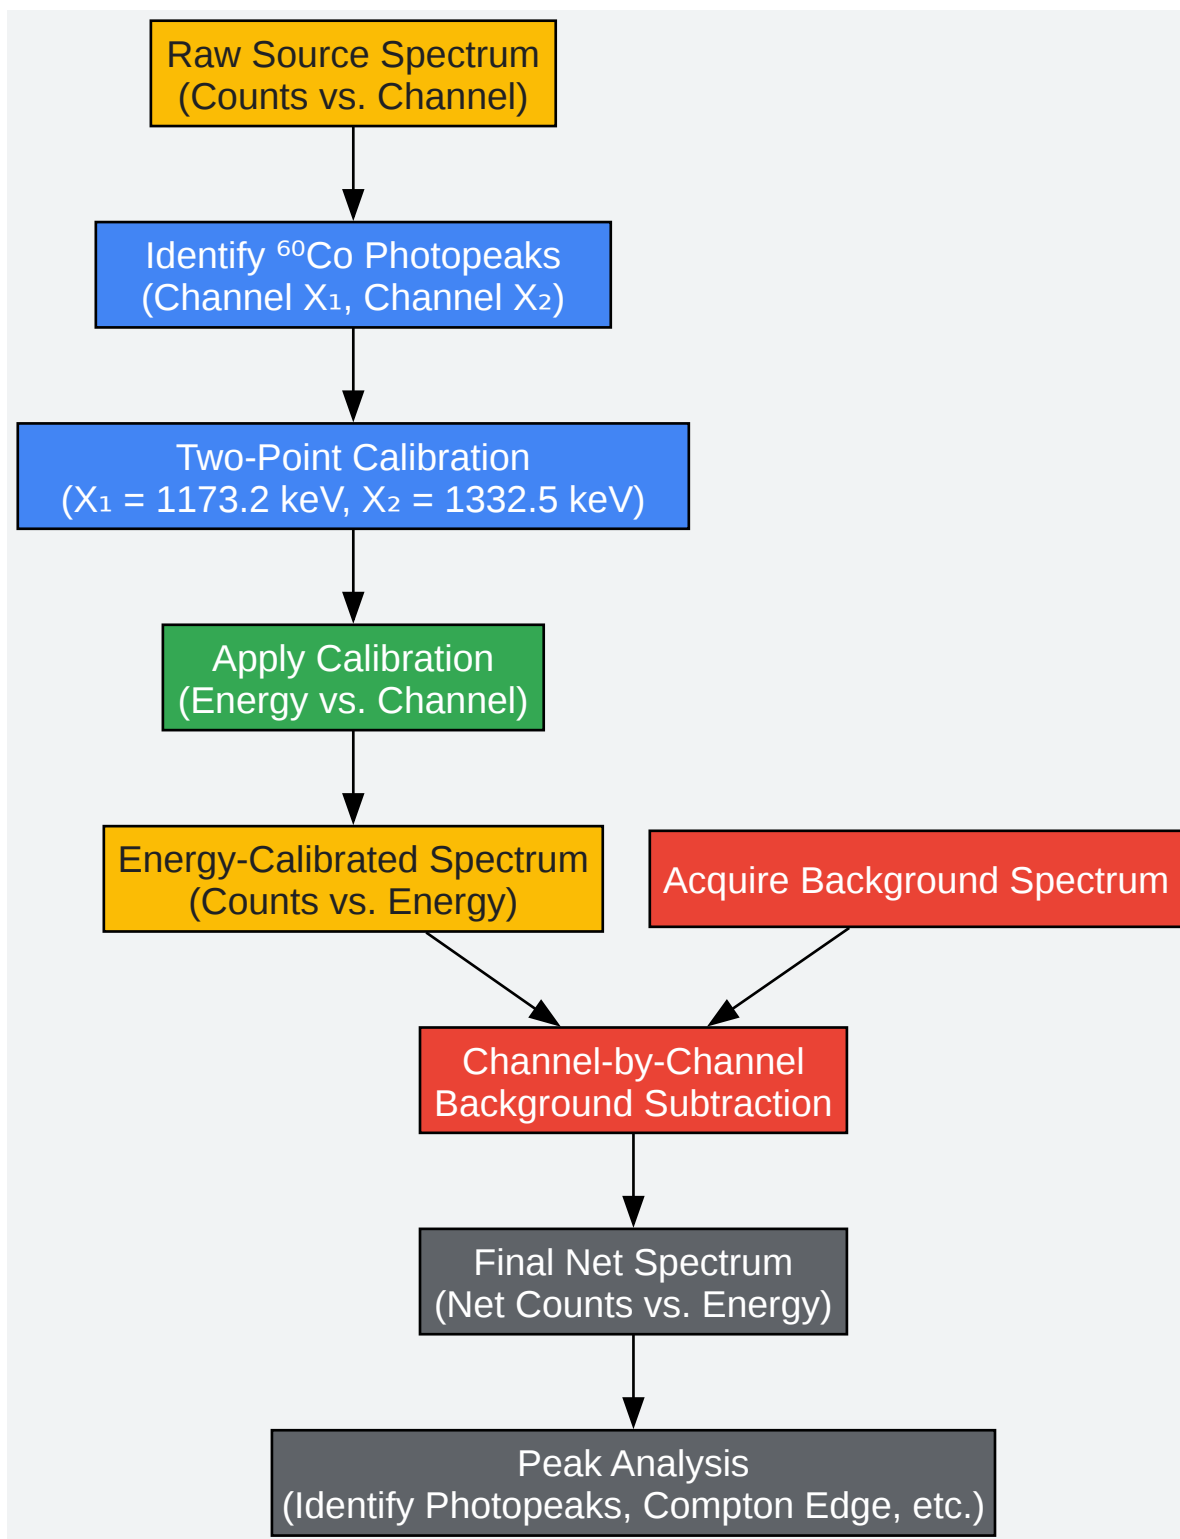 Raw Source Spectrum
(Counts vs. Channel)
Identify ⁶⁰Co Photopeaks
(Channel X₁, Channel X₂)
Two-Point Calibration
(X₁ = 1173.2 keV, X₂ = 1332.5 keV)
Apply Calibration
(Energy vs. Channel)
Energy-Calibrated Spectrum
(Counts vs. Energy)
Acquire Background Spectrum
Channel-by-Channel
Background Subtraction
Final Net Spectrum
(Net Counts vs. Energy)
Peak Analysis
(Identify Photopeaks, Compton Edge, etc.)